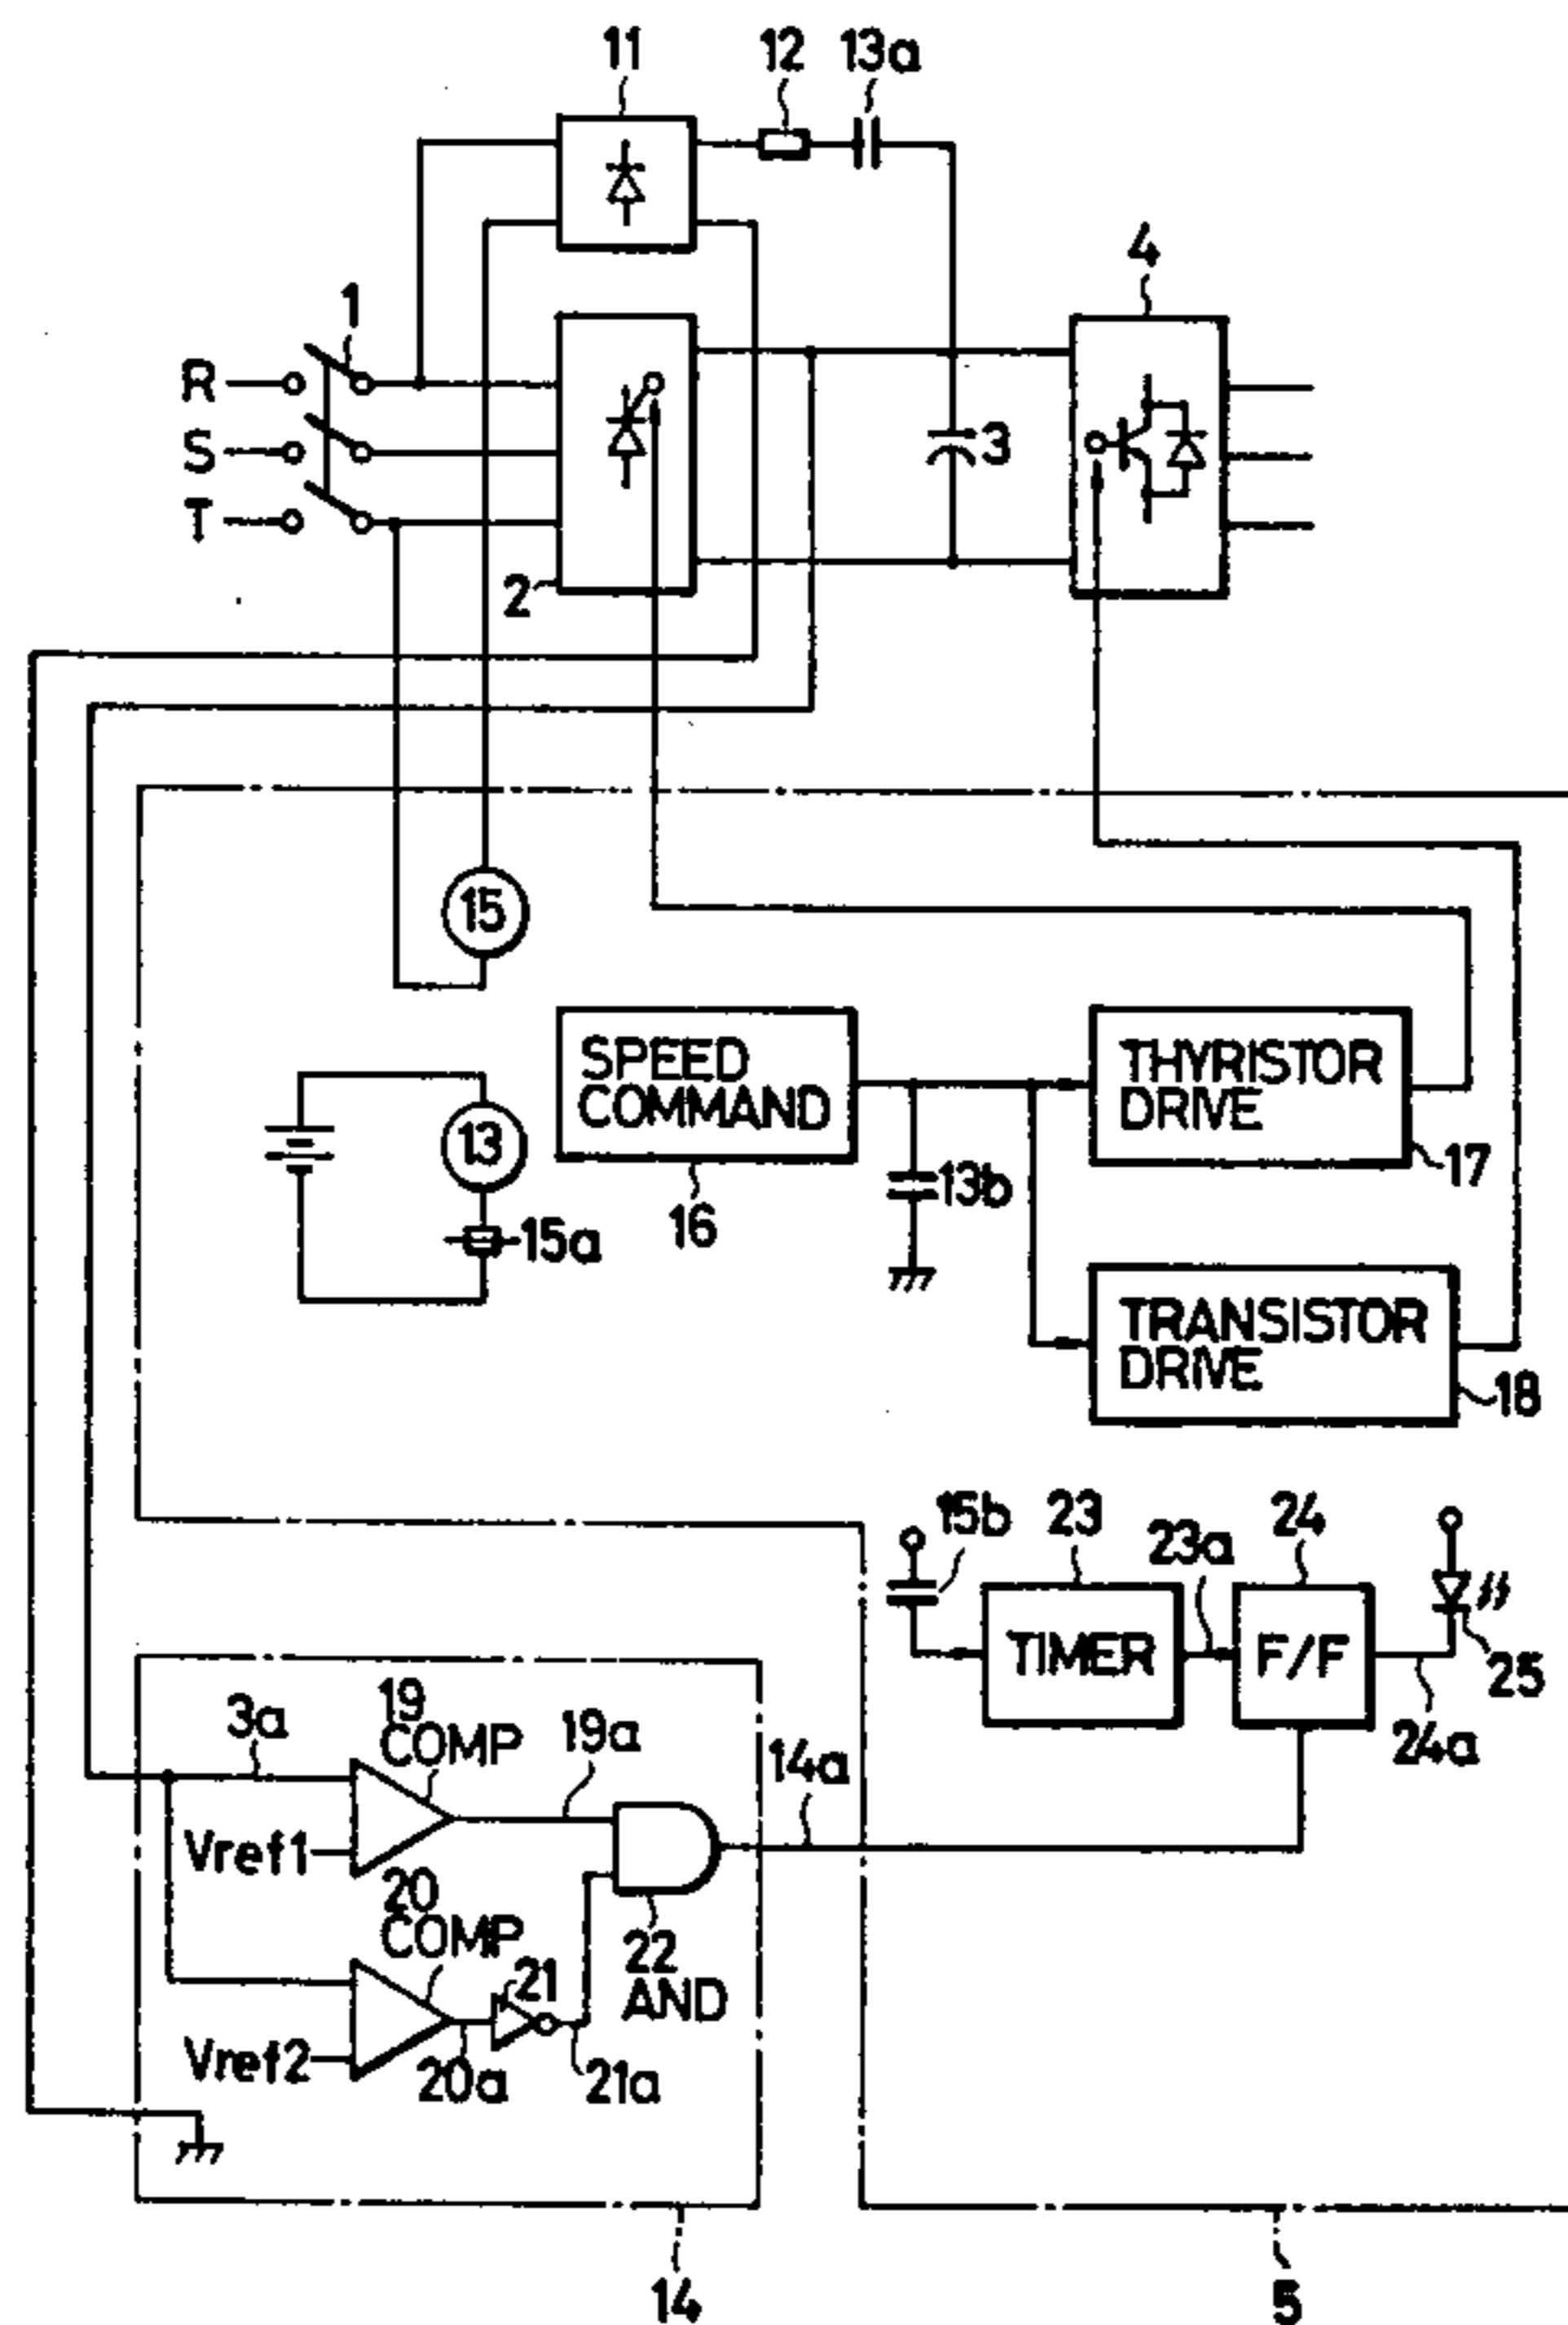 11
12
13a
4
1
R
S
T
3
2
15
SPEED
COMMAND
THYRISTOR
DRIVE
13
13b
17
16
15a
TRANSISTOR
DRIVE
18
15b
23
23a
24
TIMER
F/F
25
24a
3a
19
COMP
19a
14a
Vref1
20
COMP
22
AND
21
Vref2
20a
21a
14
5